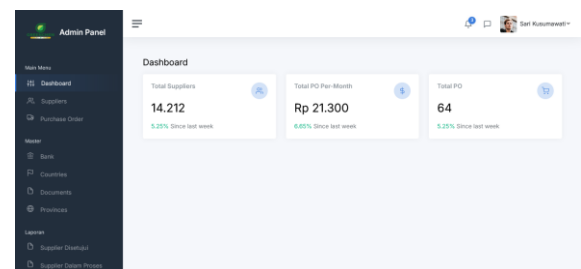 Admin Panel
Sari Kusumawati
Main Menu
Dashboard
Suppliers
Purchase Order
Master
Bank
Countries
Documents
Provinces
Laporan
Supplier Disetujui
Supplier Dalam Proses
Dashboard
Total Suppliers
14.212
5.25% Since last week
Total PO Per-Month
Rp 21.300
6.65% Since last week
Total PO
64
5.25% Since last week